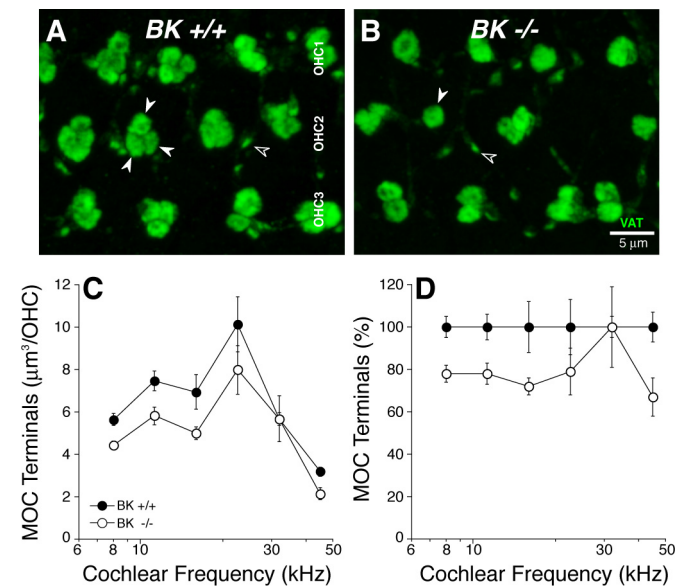 A BK +/+
OHC1
OHC2
OHC3
B BK -/-
VAT
5 µm
C
MOC Terminals (µm³/OHC)
12
10
8
6
4
2
0
BK +/+
BK -/-
6 8 10 30 50
Cochlear Frequency (kHz)
D
MOC Terminals (%)
120
100
80
60
40
20
0
6 8 10 30 50
Cochlear Frequency (kHz)